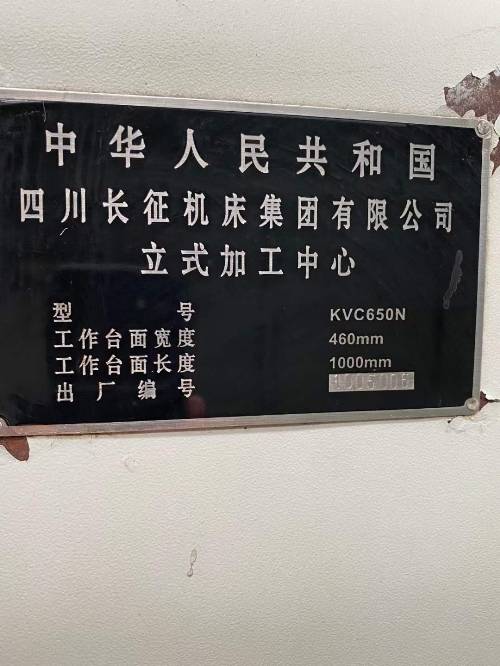 中华人民共和国
四川长征机床集团有限公司
立式加工中心
型号 KVC650N
工作台面宽度 460mm
工作台面长度 1000mm
出厂编号